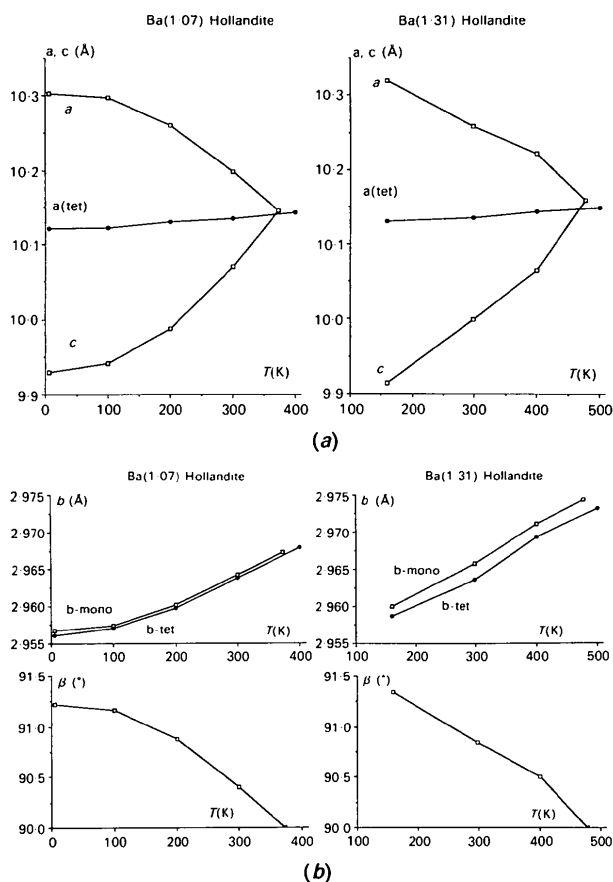 Ba(1·07) Hollandite
Ba(1·31) Hollandite
a, c (Å)
10·3
10·2
10·1
10·0
9·9
a
a(tet)
c
T(K)
0 100 200 300 400
a, c (Å)
10·3
10·2
10·1
10·0
9·9
a
a(tet)
c
T(K)
100 200 300 400 500
(a)
Ba(1·07) Hollandite
Ba(1·31) Hollandite
2·975
2·970
2·965
2·960
2·955
b (Å)
b-mono
b-tet
T(K)
0 100 200 300 400
2·975
2·970
2·965
2·960
2·955
b (Å)
b-mono
b-tet
T(K)
100 200 300 400 500
91·5
91·0
90·5
90·0
β (°)
T(K)
0 100 200 300 400
91·5
91·0
90·5
90·0
β (°)
T(K)
100 200 300 400 500
(b)